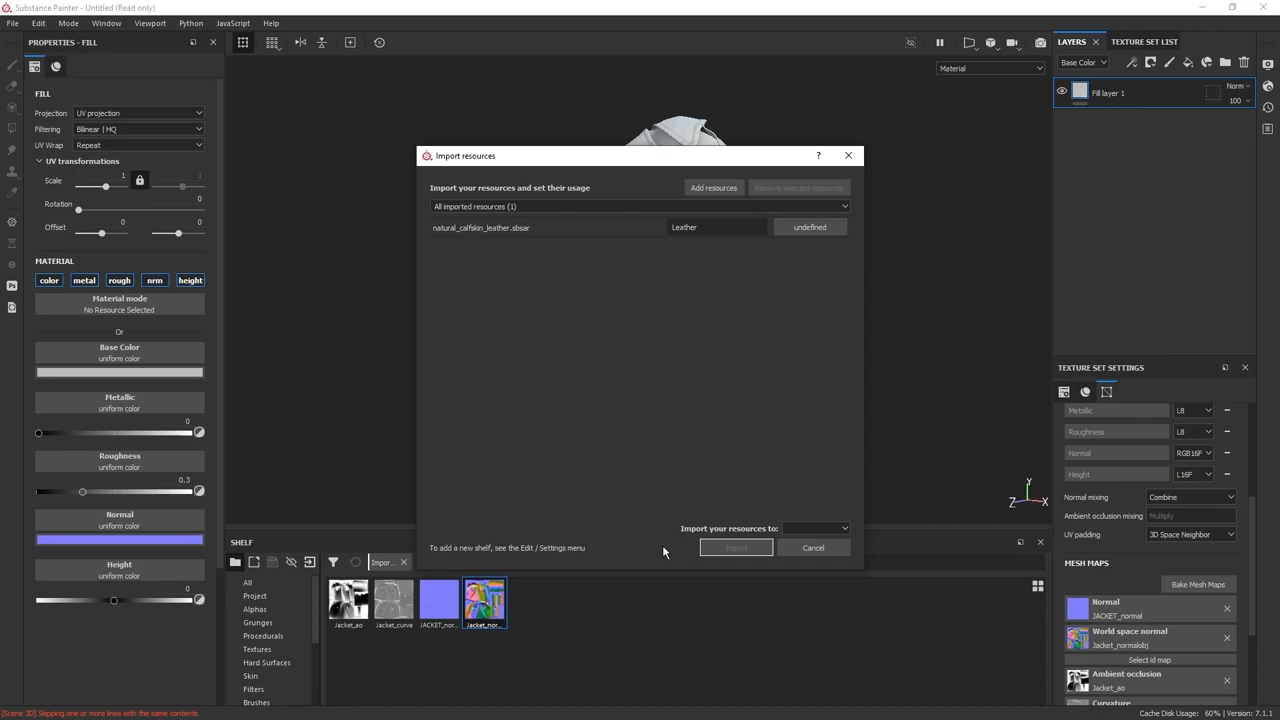 Substance Painter - Untitled (Read only)
File Edit Mode Window Viewport Python JavaScript Help
PROPERTIES - FILL
LAYERS TEXTURE SET LIST
Base Color
Material
Fill layer 1
Norm
100
FILL
Projection UV projection
Filtering Bilinear | HQ
UV Wrap Repeat
UV transformations
Scale 1 1
Rotation 0
Offset 0 0
MATERIAL
color metal rough nrm height
Material mode
No Resource Selected
Or
Base Color
uniform color
Metallic
uniform color
0
Roughness
uniform color
0.3
Normal
uniform color
Height
uniform color
0
Import resources
?
Import your resources and set their usage
Add resources
Remove selected resources
All imported resources (1)
natural_calfskin_leather.sbsar Leather undefined
Import your resources to:
To add a new shelf, see the Edit / Settings menu
Import
Cancel
Y
Z X
SHELF
Impor...
All
Project
Alphas
Grunges
Procedurals
Textures
Hard Surfaces
Skin
Filters
Brushes
Jacket_ao Jacket_curve JACKET_nor... Jacket_nor...
TEXTURE SET SETTINGS
Metallic L8
Roughness L8
Normal RGB16F
Height L16F
Normal mixing Combine
Ambient occlusion mixing Multiply
UV padding 3D Space Neighbor
MESH MAPS
Bake Mesh Maps
Normal
JACKET_normal
World space normal
Jacket_normalobj
Select id map
Ambient occlusion
Jacket_ao
Curvature
[Scene 3D] Skipping one or more lines with the same contents
Cache Disk Usage: 60% | Version: 7.1.1